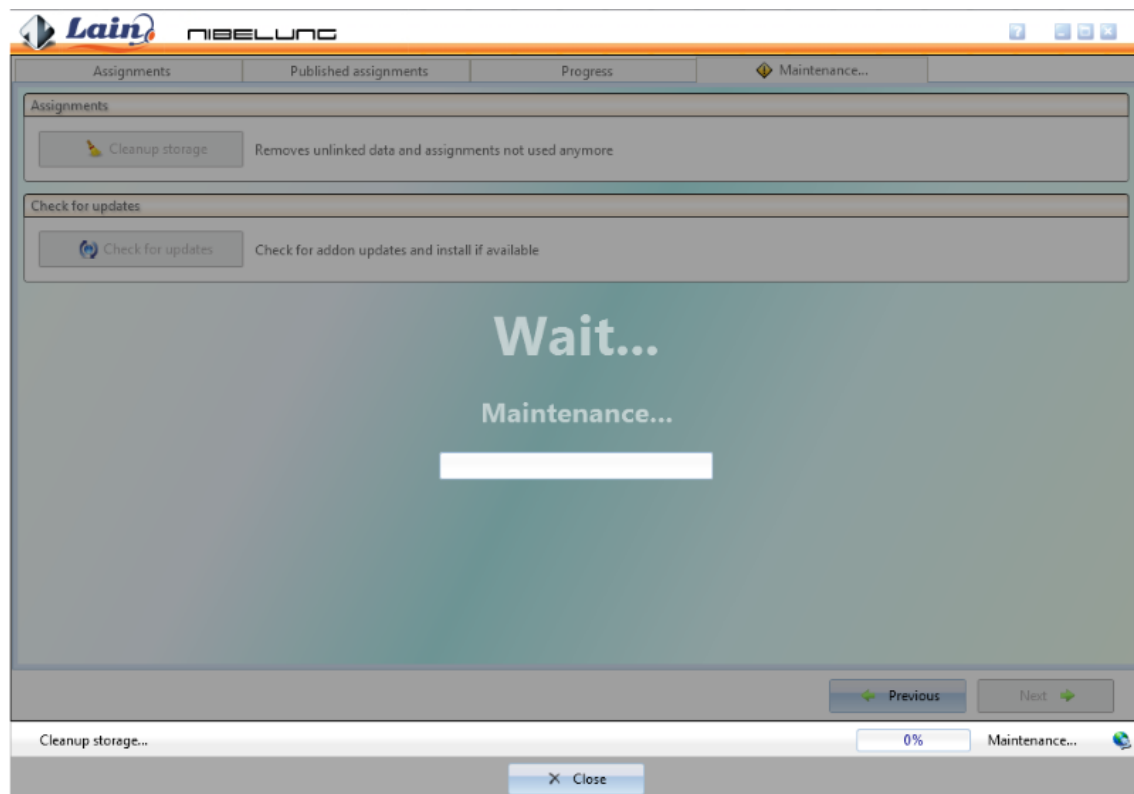 Lain NIBELUNG
?
Assignments Published assignments Progress Maintenance...
Assignments
Cleanup storage Removes unlinked data and assignments not used anymore
Check for updates
Check for updates Check for addon updates and install if available
Wait...
Maintenance...
Previous Next
Cleanup storage... 0% Maintenance...
Close